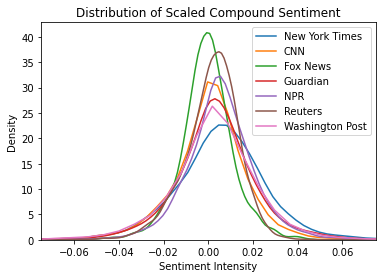 Distribution of Scaled Compound Sentiment
New York Times
CNN
Fox News
Guardian
NPR
Reuters
Washington Post
Density
40
35
30
25
20
15
10
5
0
−0.06
−0.04
−0.02
0.00
0.02
0.04
0.06
Sentiment Intensity